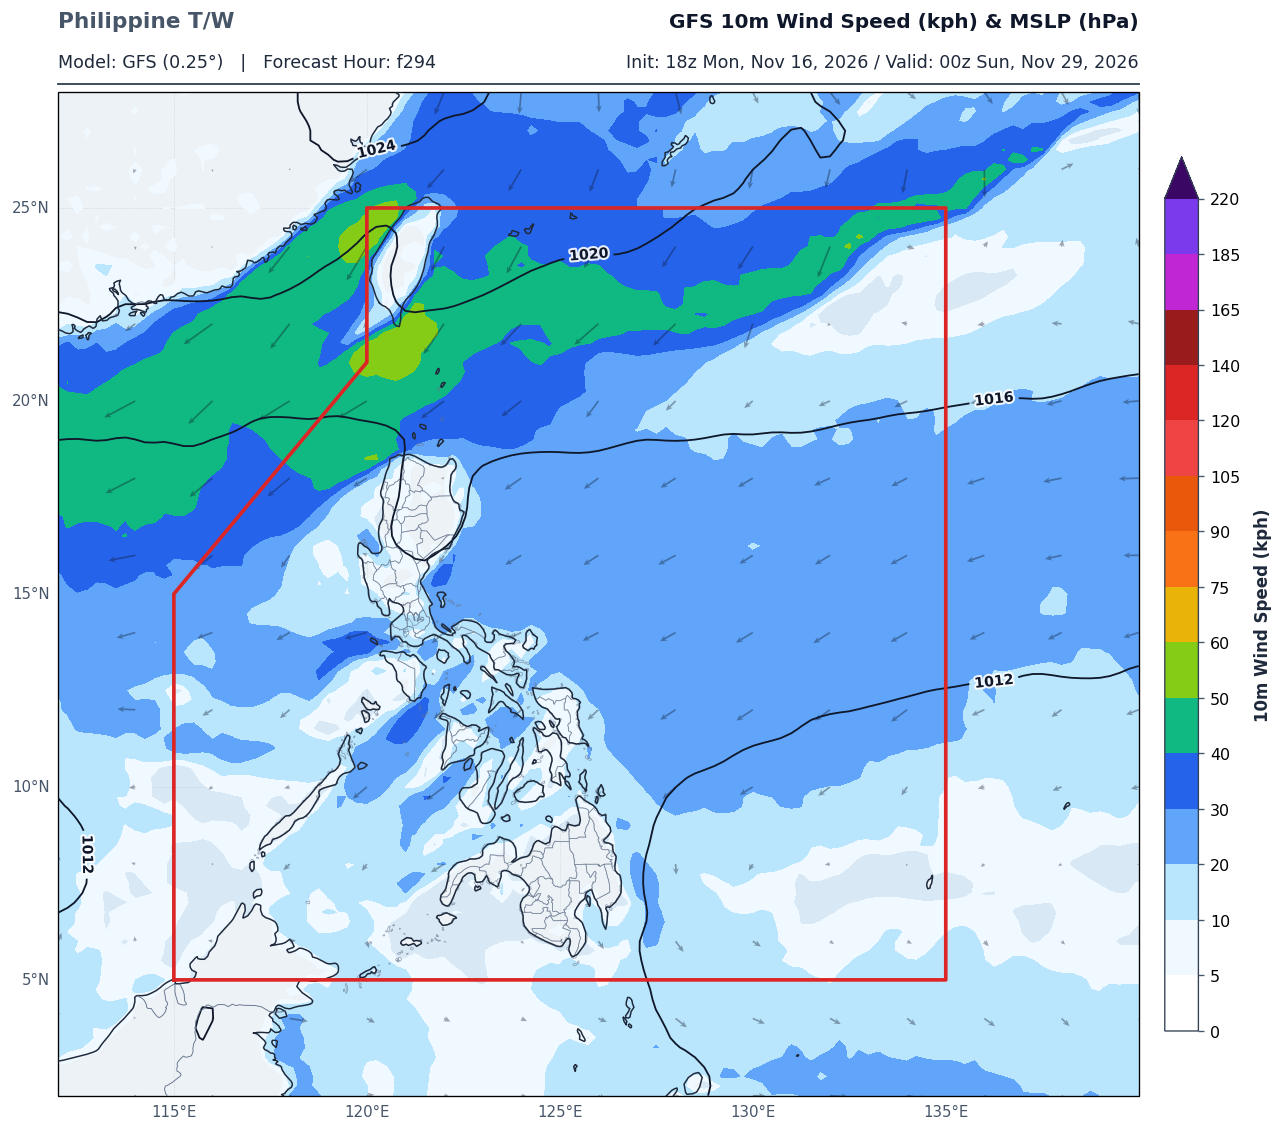 Philippine T/W
GFS 10m Wind Speed (kph) & MSLP (hPa)
Model: GFS (0.25°) | Forecast Hour: f294
Init: 18z Mon, Nov 16, 2026 / Valid: 00z Sun, Nov 29, 2026
1024
1020
1016
1012
1012
25°N
20°N
15°N
10°N
5°N
115°E
120°E
125°E
130°E
135°E
220
185
165
140
120
105
90
75
60
50
40
30
20
10
5
0
10m Wind Speed (kph)